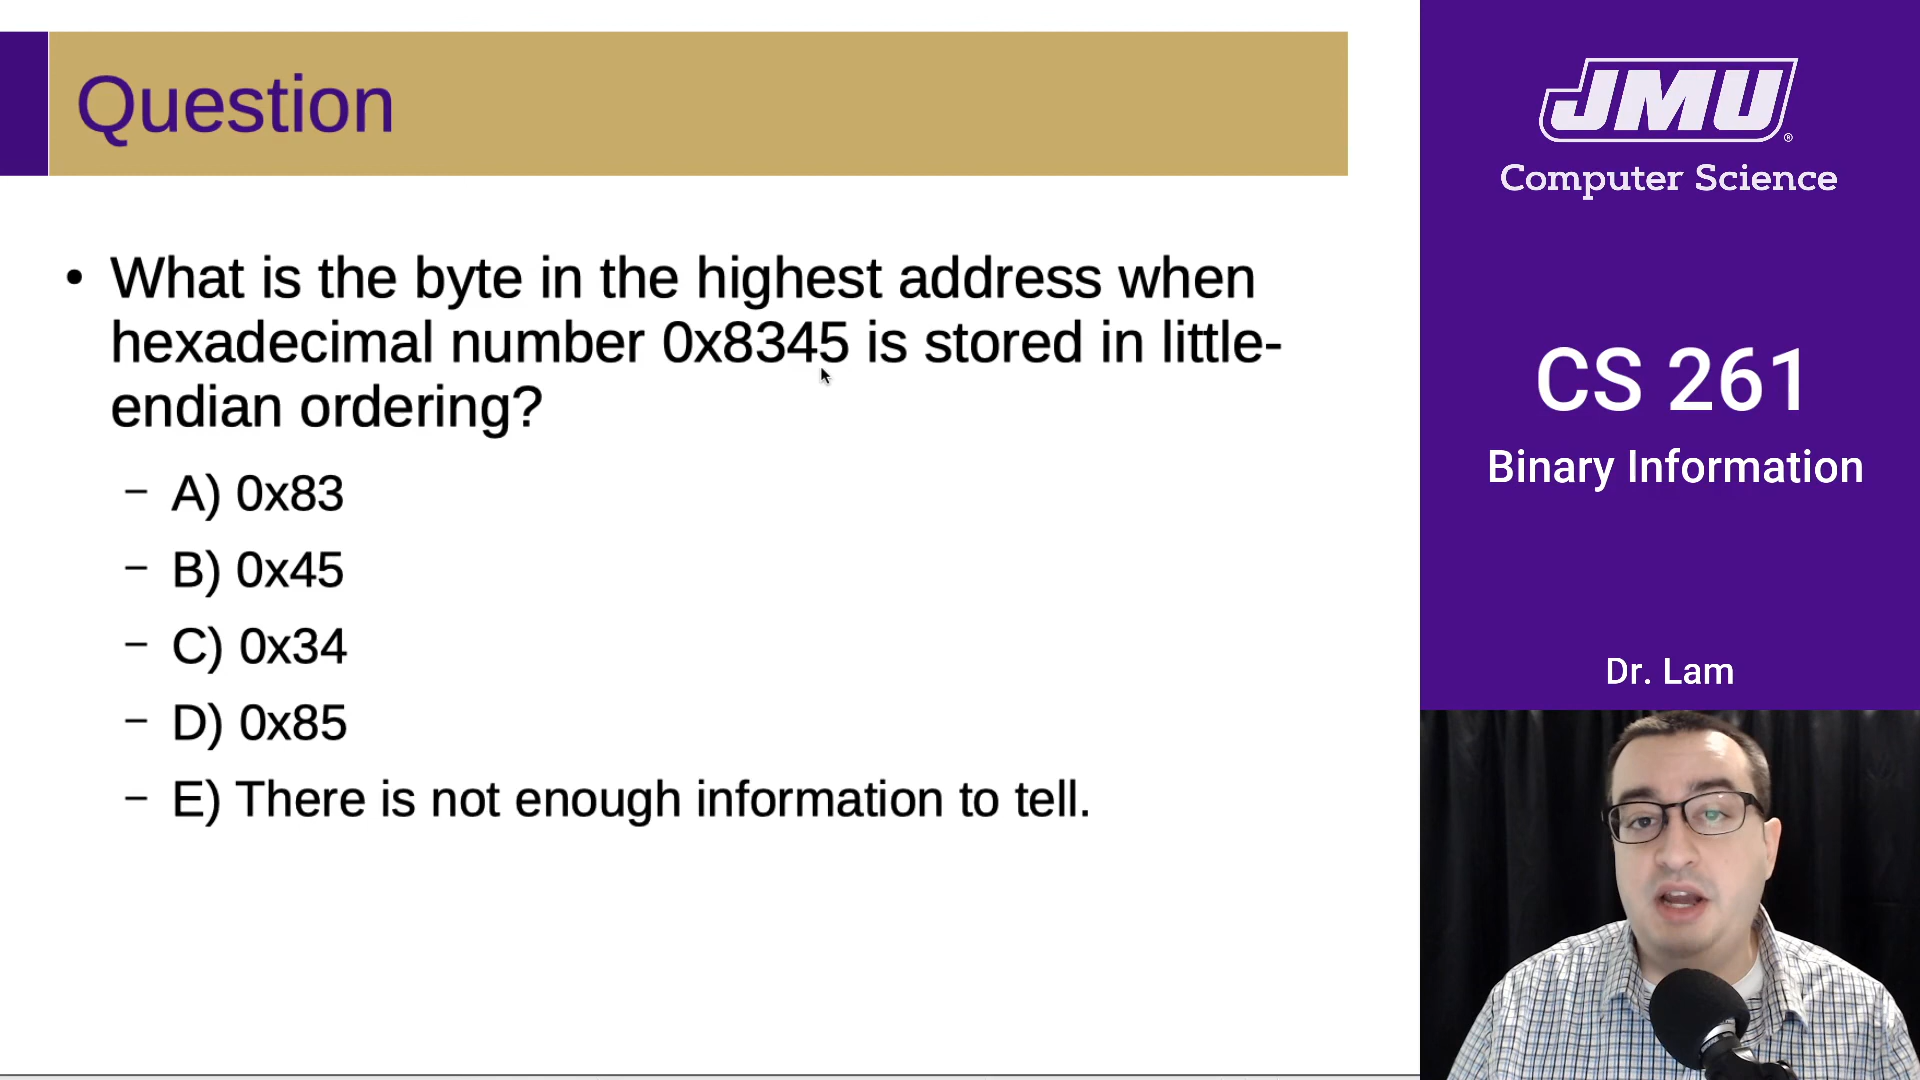 Question
• What is the byte in the highest address when
hexadecimal number 0x8345 is stored in little-
endian ordering?
– A) 0x83
– B) 0x45
– C) 0x34
– D) 0x85
– E) There is not enough information to tell.
JMU®
Computer Science
CS 261
Binary Information
Dr. Lam